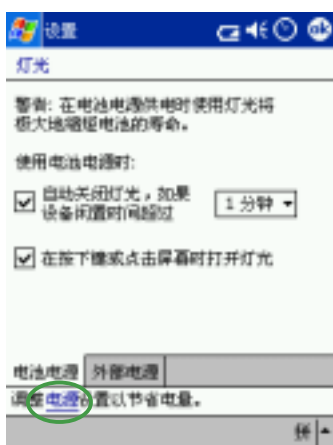 设置
ok
灯光
警告: 在电池电源供电时使用灯光将
极大地缩短电池的寿命。
使用电池电源时:
自动关闭灯光，如果
设备闲置时间超过
1 分钟
在按下键或点击屏幕时打开灯光
电池电源 外部电源
调整电源设置以节省电量。
拼